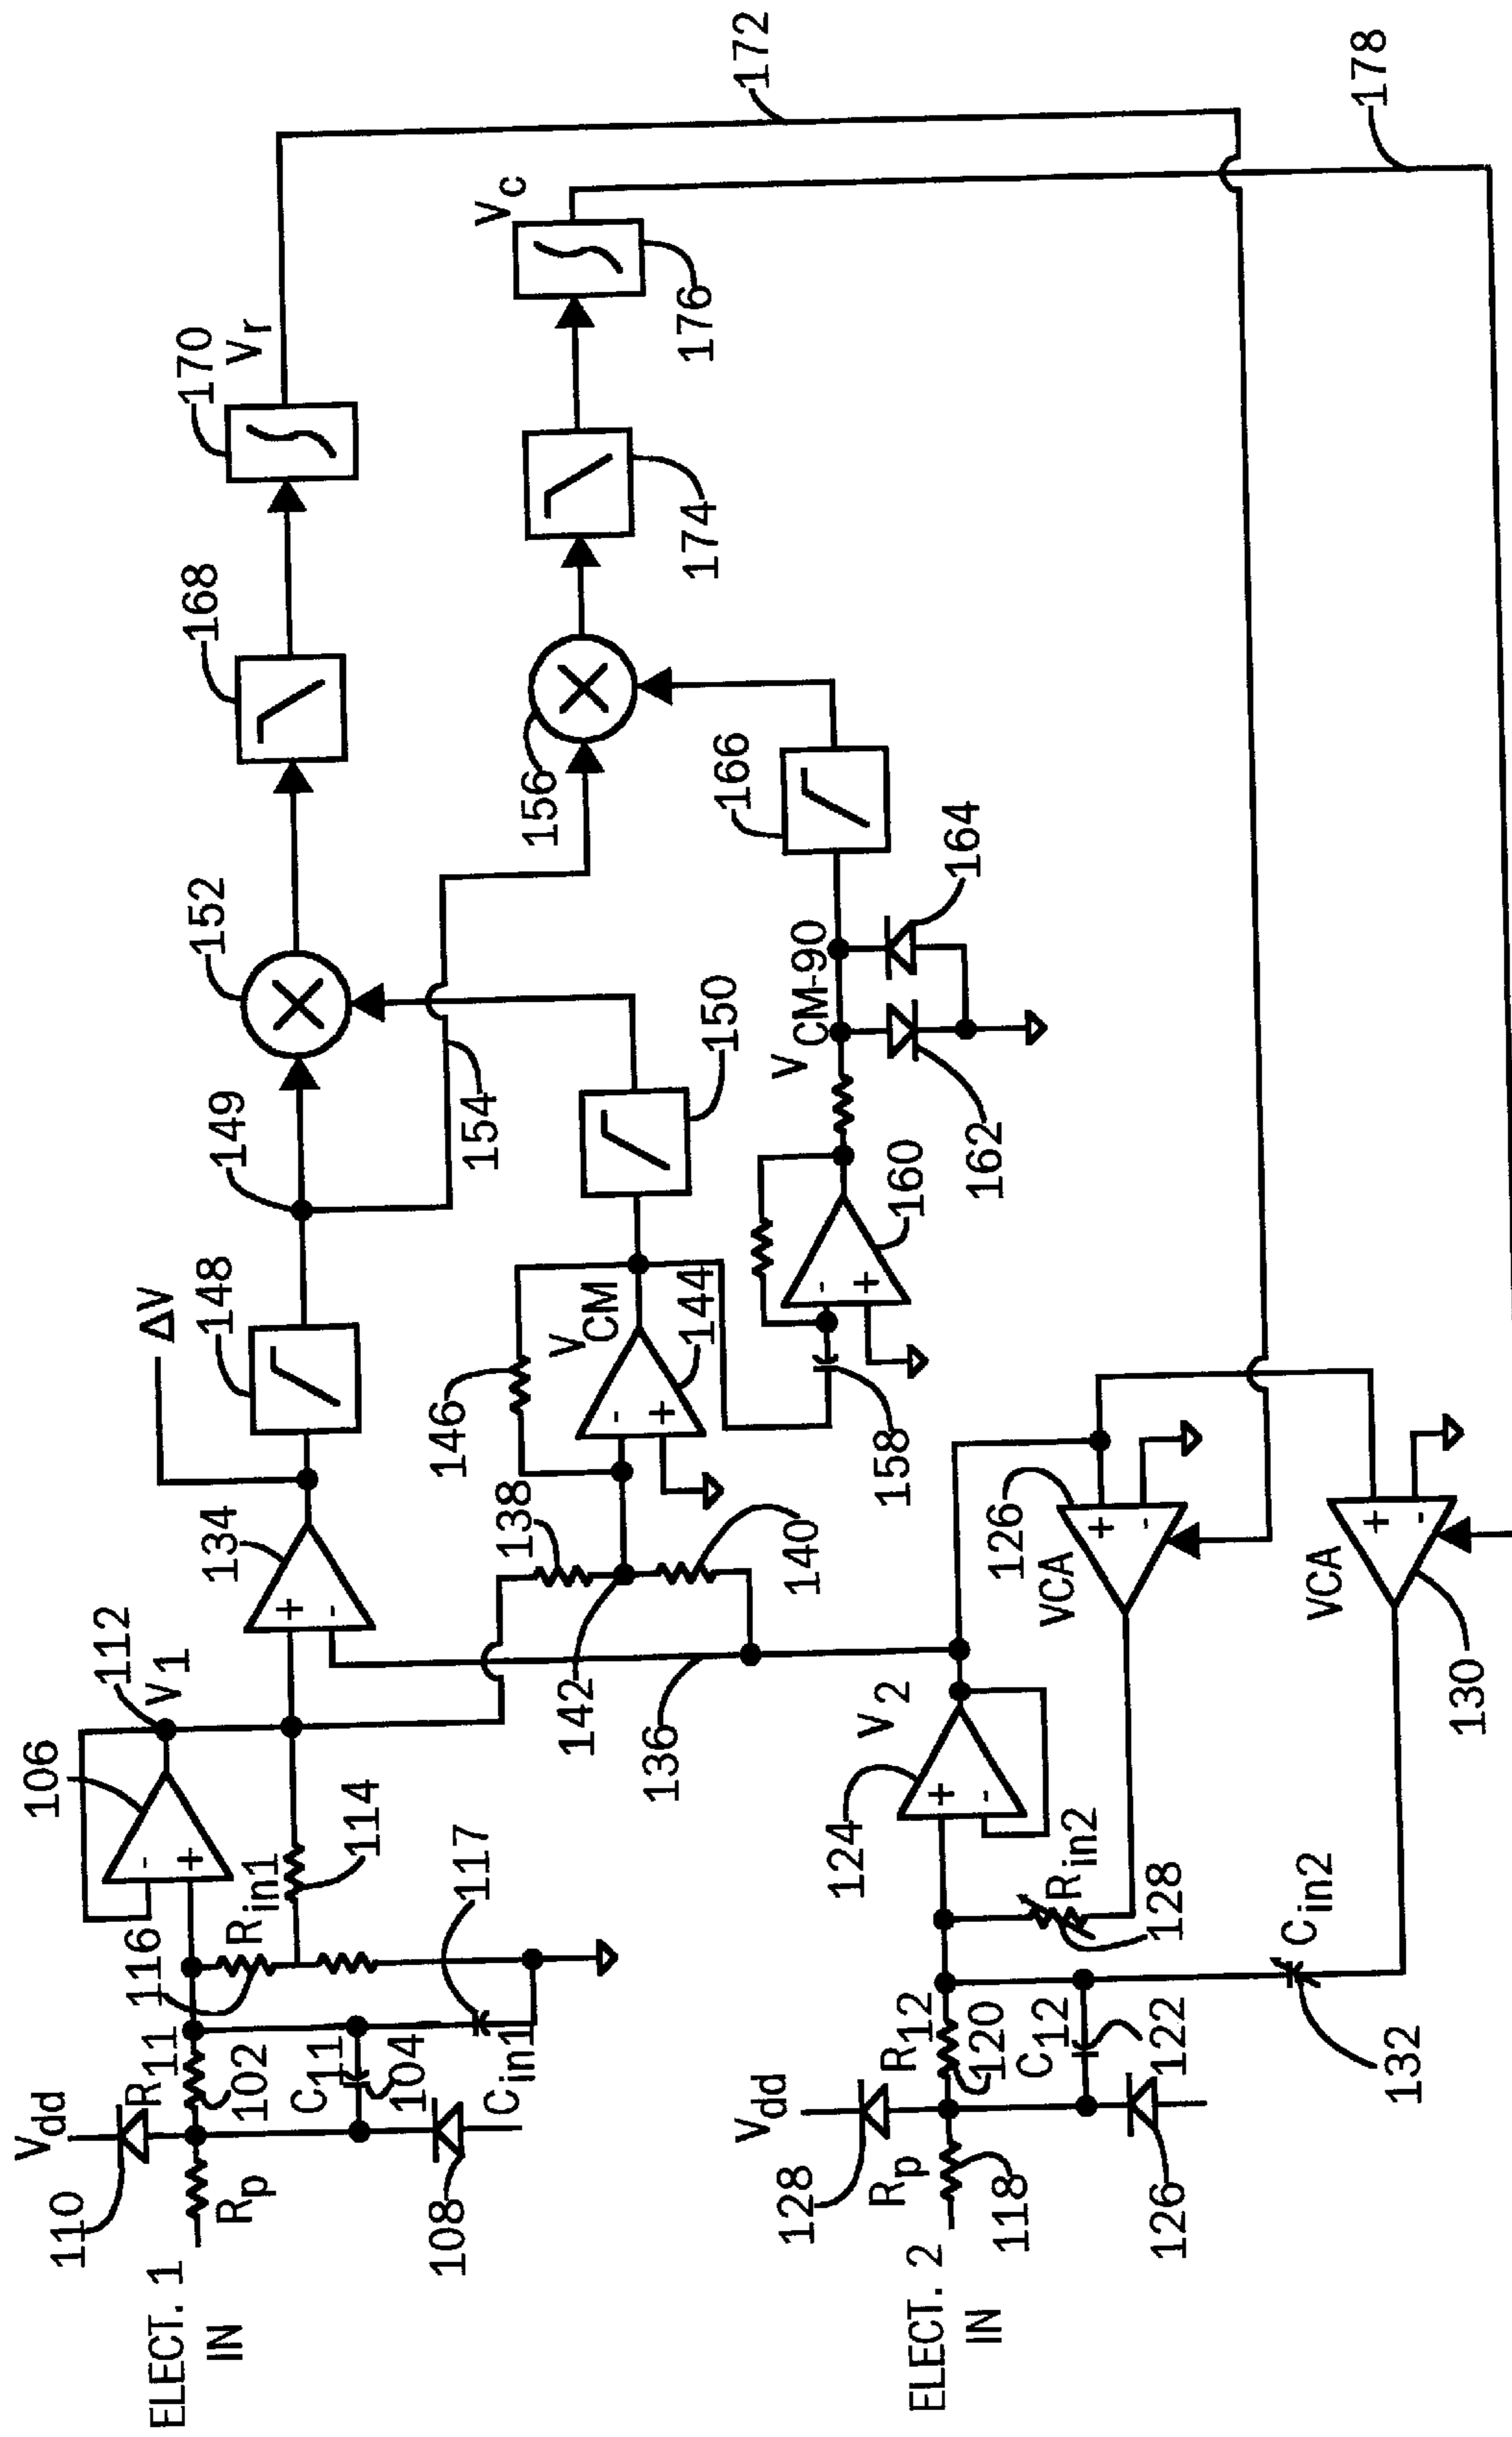 ELECT. 1
IN
110
Vdd
Rp
R11
102
C11
104
108
Cin1
116
Rin1
117
114
106
-
+
112
V1
134
+
-
ΔV
148
149
152
168
170
Vr
172
138
142
140
136
146
-
+
VCM
144
150
154
158
-
+
160
VCM-90
162
164
166
156
174
176
Vc
178
ELECT. 2
IN
128
Vdd
Rp
118
126
R12
120
C12
122
124
+
-
V2
Rin2
128
Cin2
132
126
VCA
+
-
VCA
130
+
-